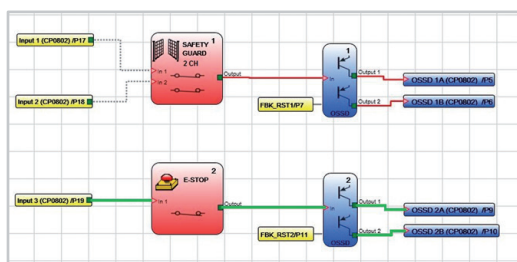 Input 1 (CP0802) /P17
Input 2 (CP0802) /P18
1
SAFETY
GUARD
2 CH
In 1
In 2
Output
1
In
Output 1
Output 2
OSSD
FBK_RST1/P7
OSSD 1A (CP0802) /P5
OSSD 1B (CP0802) /P6
Input 3 (CP0802) /P19
2
E-STOP
In 1
Output
2
In
Output 1
Output 2
OSSD
FBK_RST2/P11
OSSD 2A (CP0802) /P9
OSSD 2B (CP0802) /P10